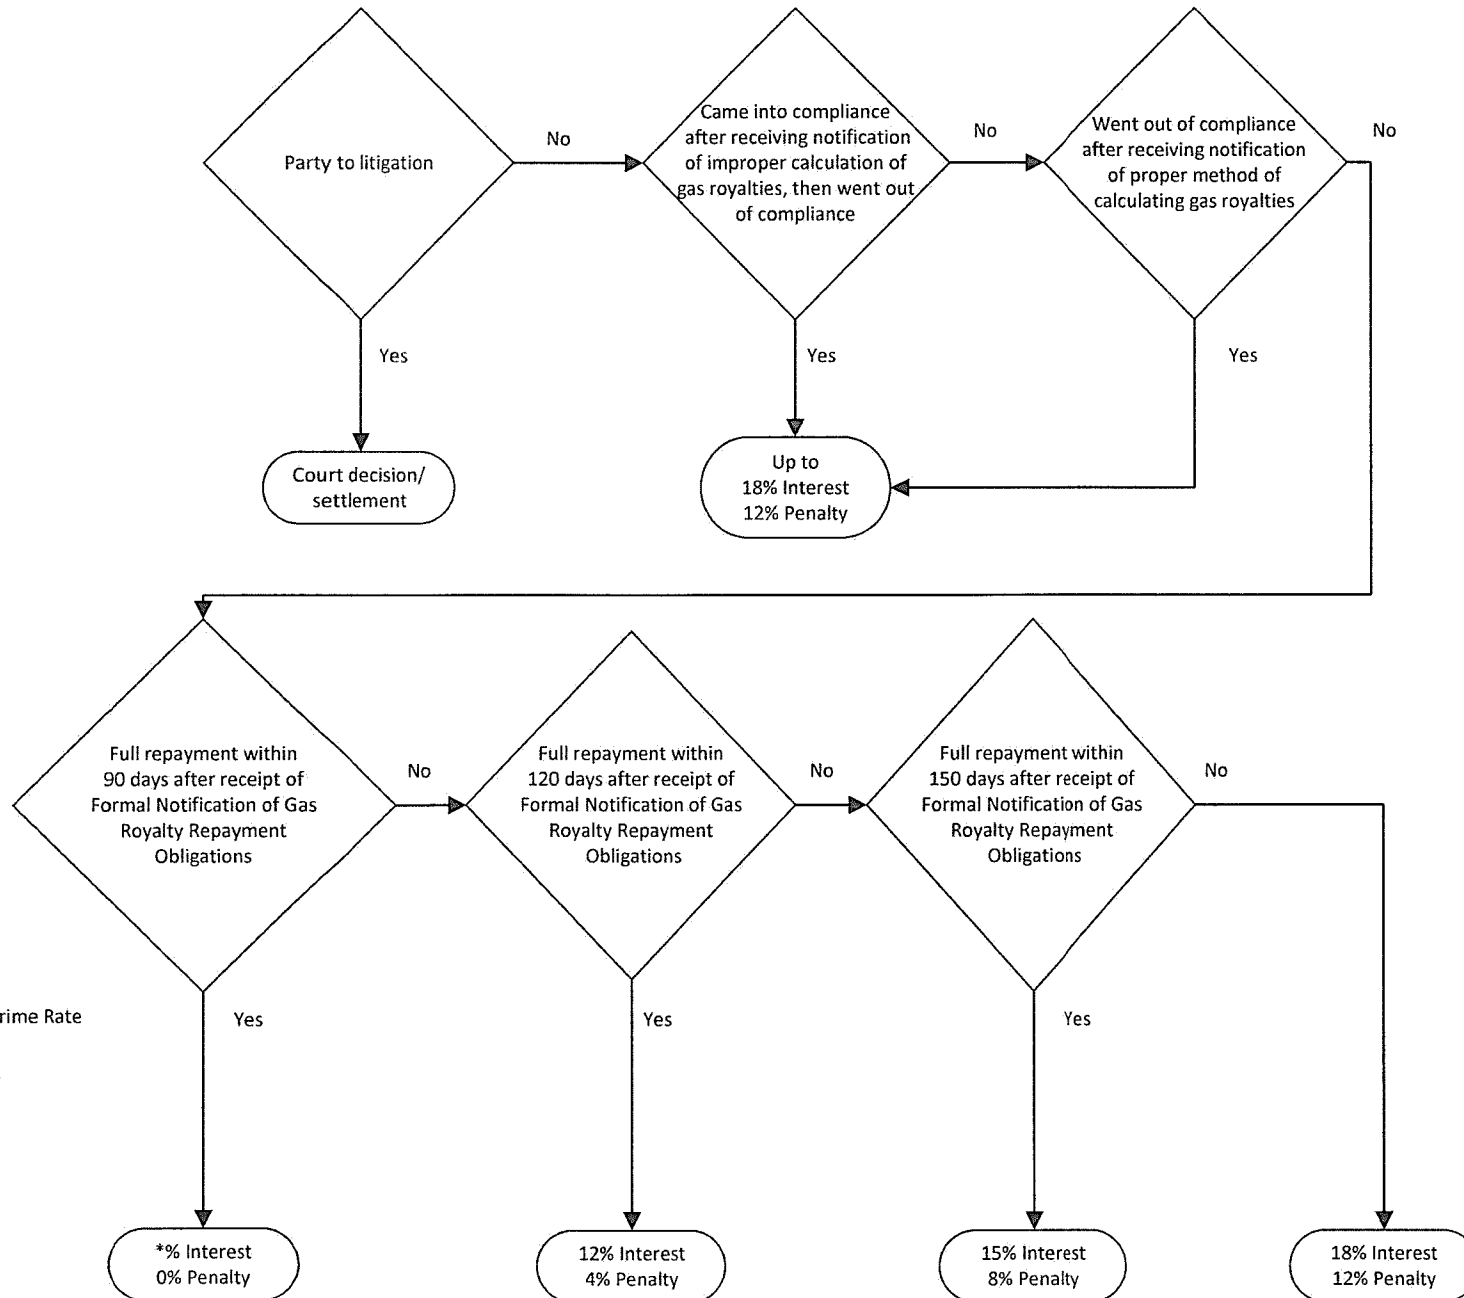 Party to litigation
No
Came into compliance
after receiving notification
of improper calculation of
gas royalties, then went out
of compliance
No
Went out of compliance
after receiving notification
of proper method of
calculating gas royalties
No
Yes
Yes
Yes
Court decision/
settlement
Up to
18% Interest
12% Penalty
Full repayment within
90 days after receipt of
Formal Notification of Gas
Royalty Repayment
Obligations
No
Full repayment within
120 days after receipt of
Formal Notification of Gas
Royalty Repayment
Obligations
No
Full repayment within
150 days after receipt of
Formal Notification of Gas
Royalty Repayment
Obligations
No
rime Rate
Yes
Yes
Yes
*% Interest
0% Penalty
12% Interest
4% Penalty
15% Interest
8% Penalty
18% Interest
12% Penalty